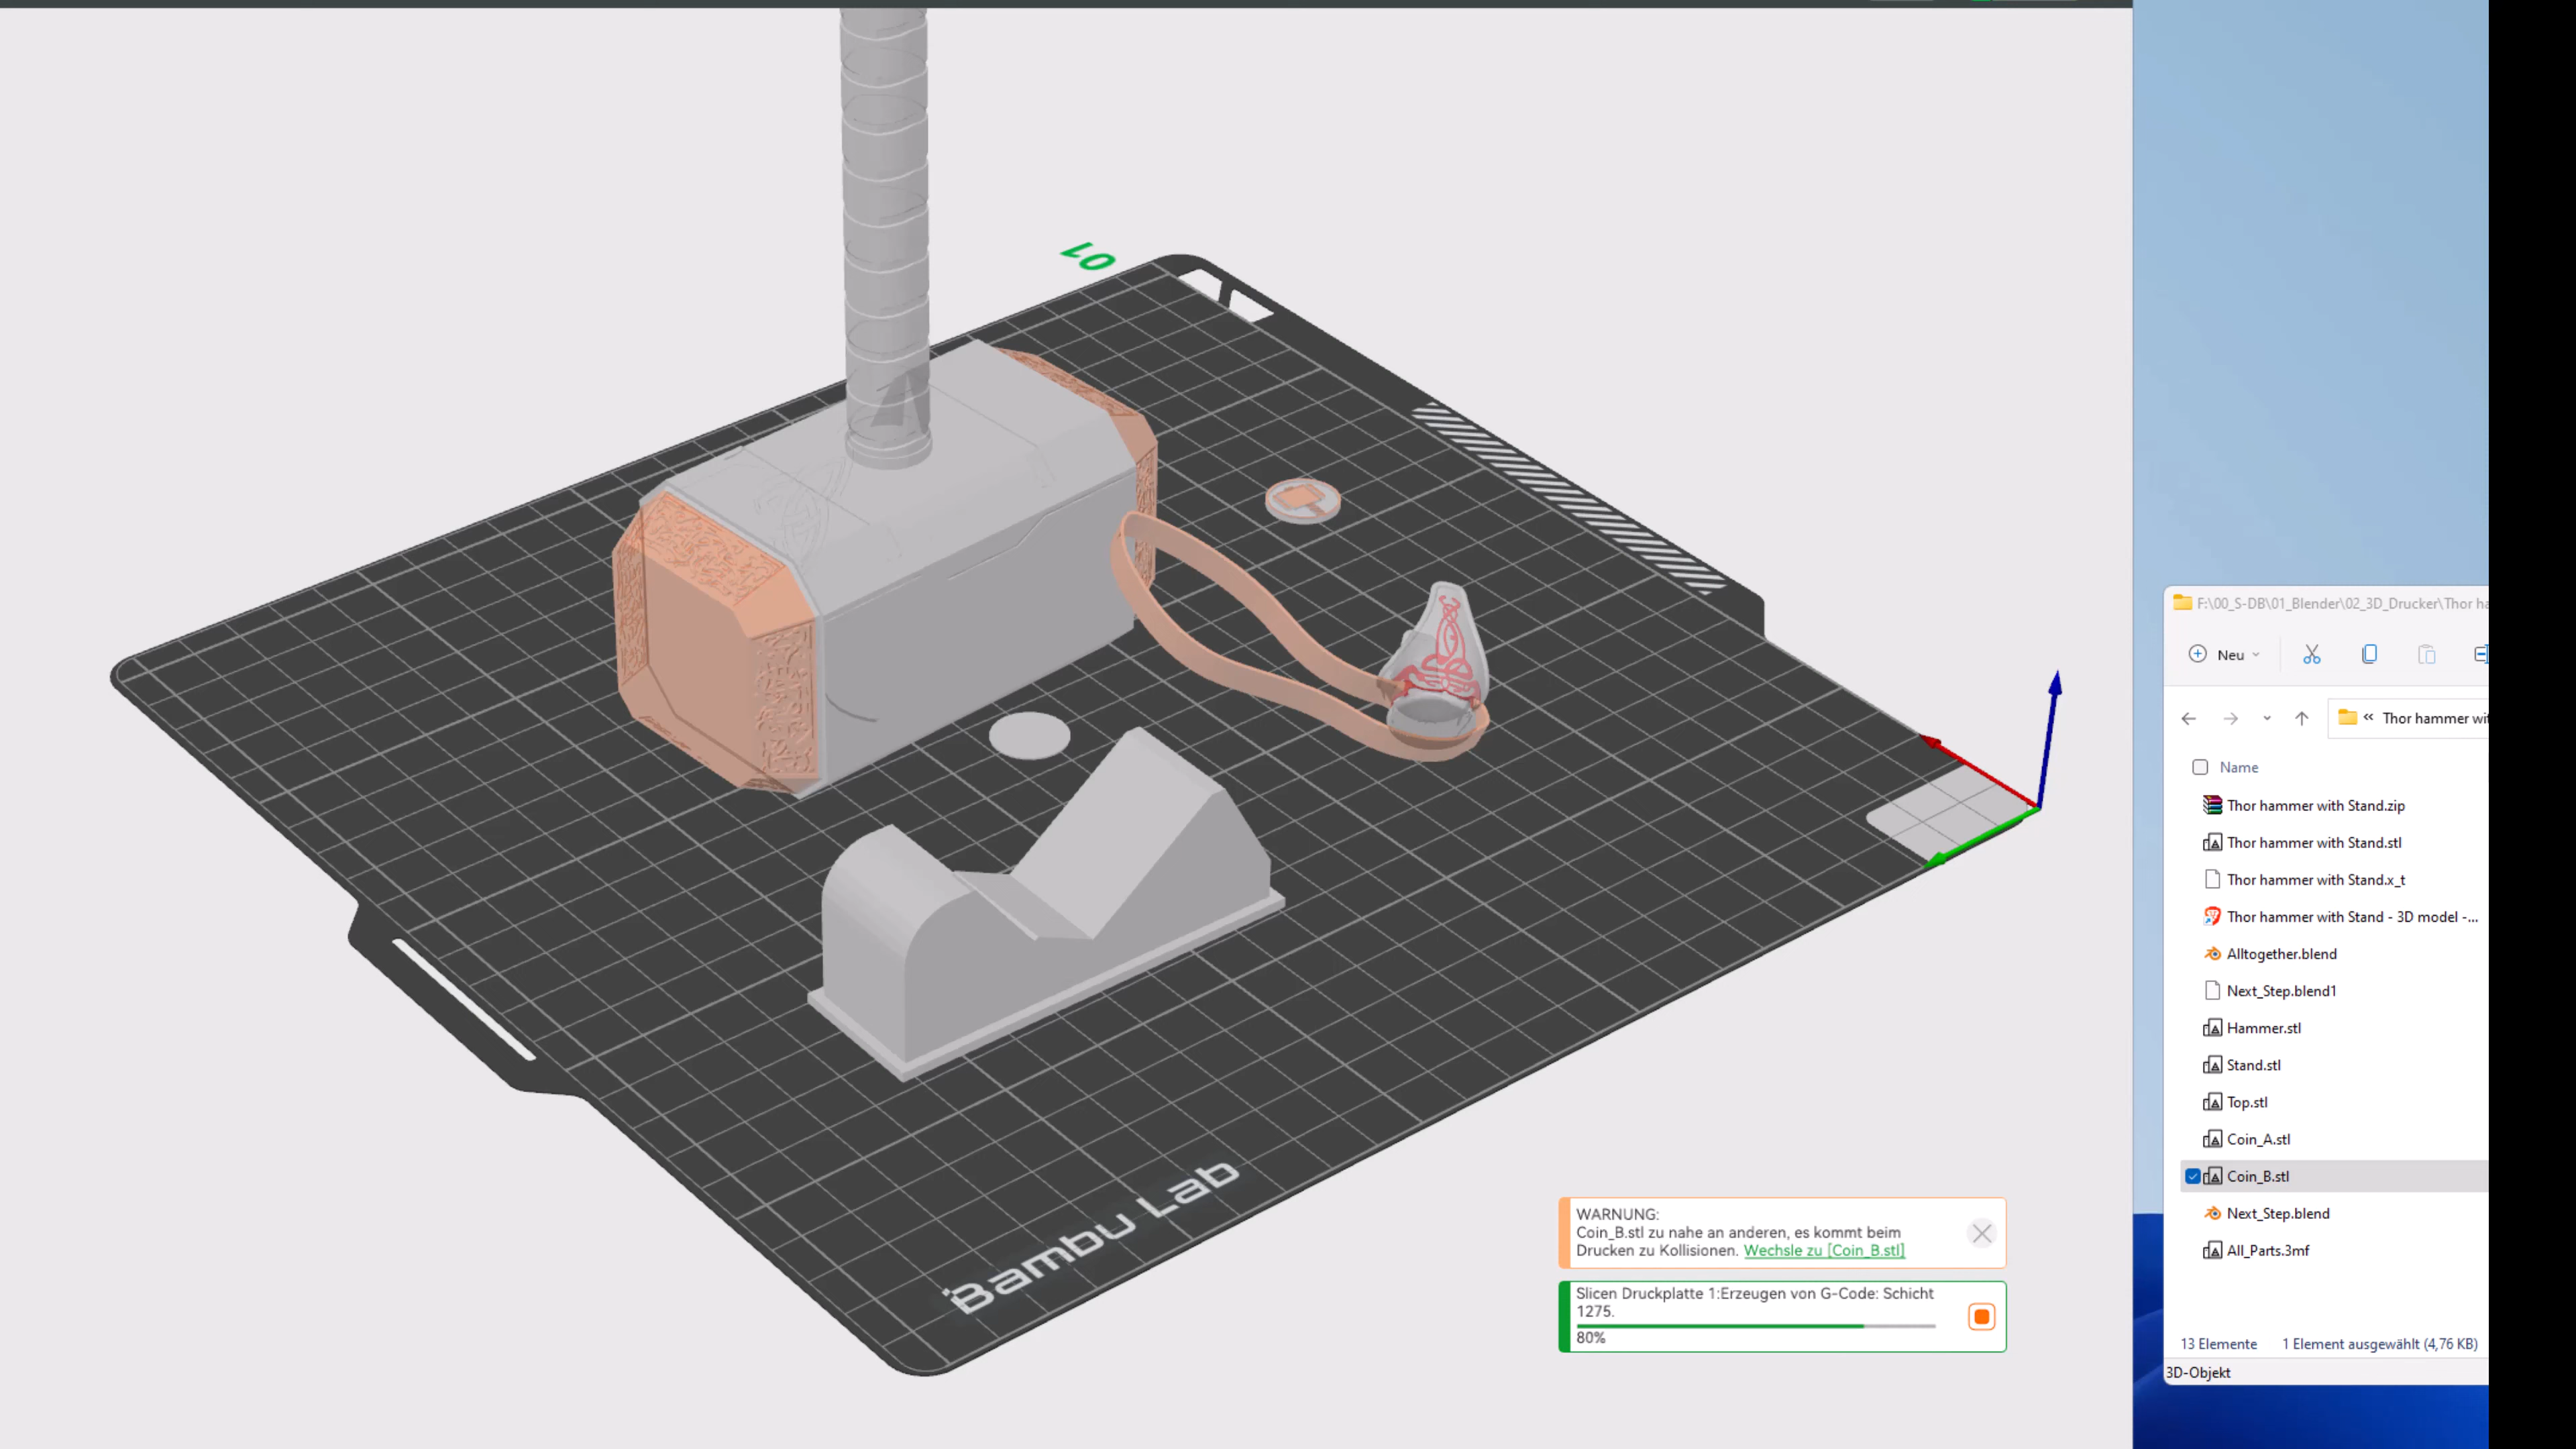 01
Bambu Lab
WARNUNG:
Coin_B.stl zu nahe an anderen, es kommt beim
Drucken zu Kollisionen. Wechsle zu [Coin_B.stl]
Slicen Druckplatte 1:Erzeugen von G-Code: Schicht
1275.
80%
F:\00_S-DB\01_Blender\02_3D_Drucker\Thor ha
Neu
« Thor hammer wit
Name
Thor hammer with Stand.zip
Thor hammer with Stand.stl
Thor hammer with Stand.x_t
Thor hammer with Stand - 3D model -...
Alltogether.blend
Next_Step.blend1
Hammer.stl
Stand.stl
Top.stl
Coin_A.stl
Coin_B.stl
Next_Step.blend
All_Parts.3mf
13 Elemente 1 Element ausgewählt (4,76 KB)
3D-Objekt